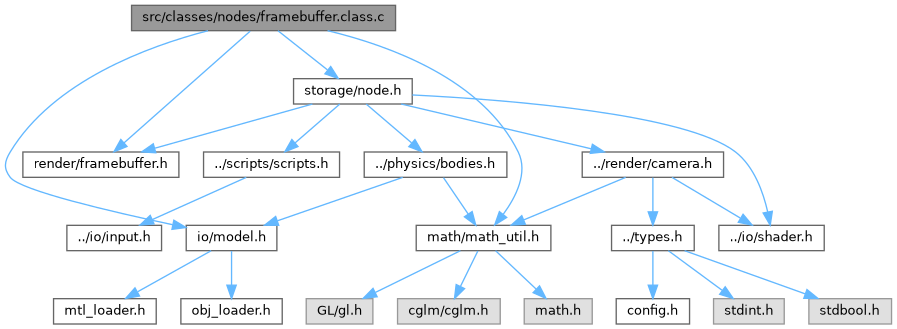 src/classes/nodes/framebuffer.class.c
storage/node.h
render/framebuffer.h
../scripts/scripts.h
../physics/bodies.h
../render/camera.h
../io/input.h
io/model.h
math/math_util.h
../types.h
../io/shader.h
mtl_loader.h
obj_loader.h
GL/gl.h
cglm/cglm.h
math.h
config.h
stdint.h
stdbool.h